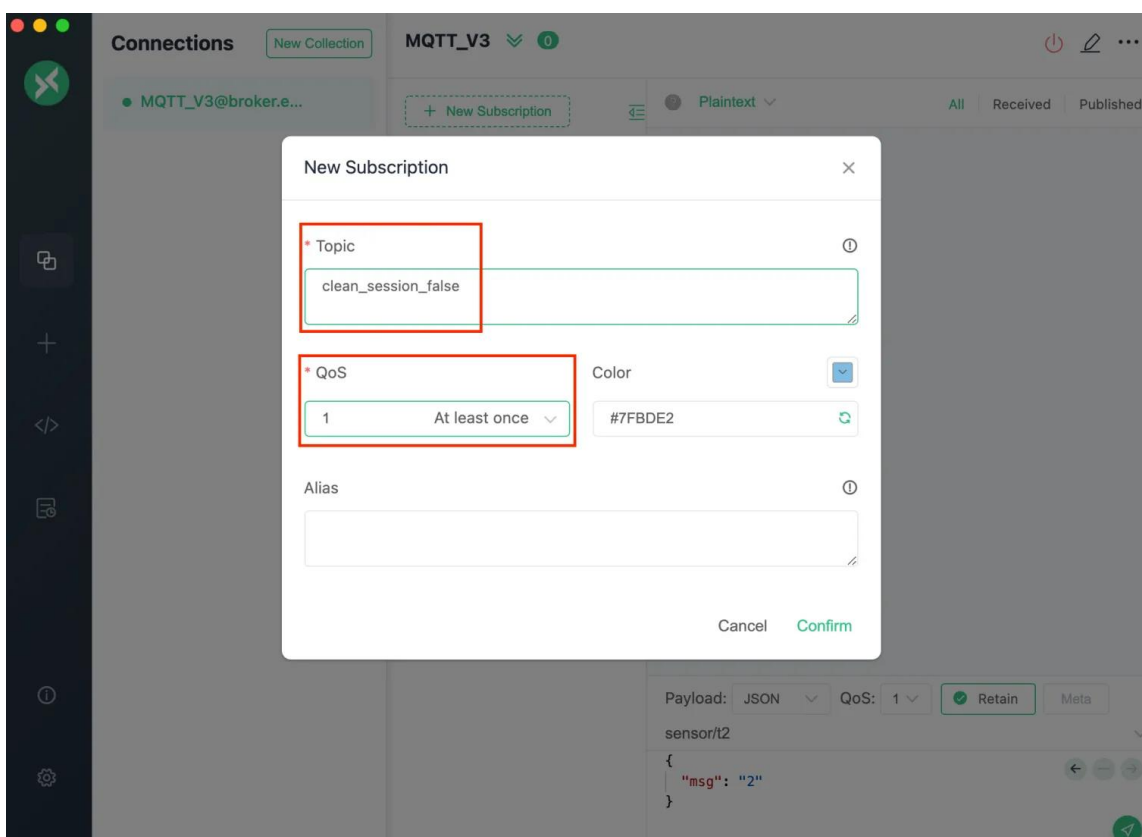 Connections
New Collection
MQTT_V3
0
MQTT_V3@broker.e...
+ New Subscription
Plaintext
All
Received
Published
New Subscription
* Topic
clean_session_false
* QoS
Color
1 At least once
#7FBDE2
Alias
Cancel
Confirm
Payload: JSON QoS: 1 Retain Meta
sensor/t2
{
"msg": "2"
}